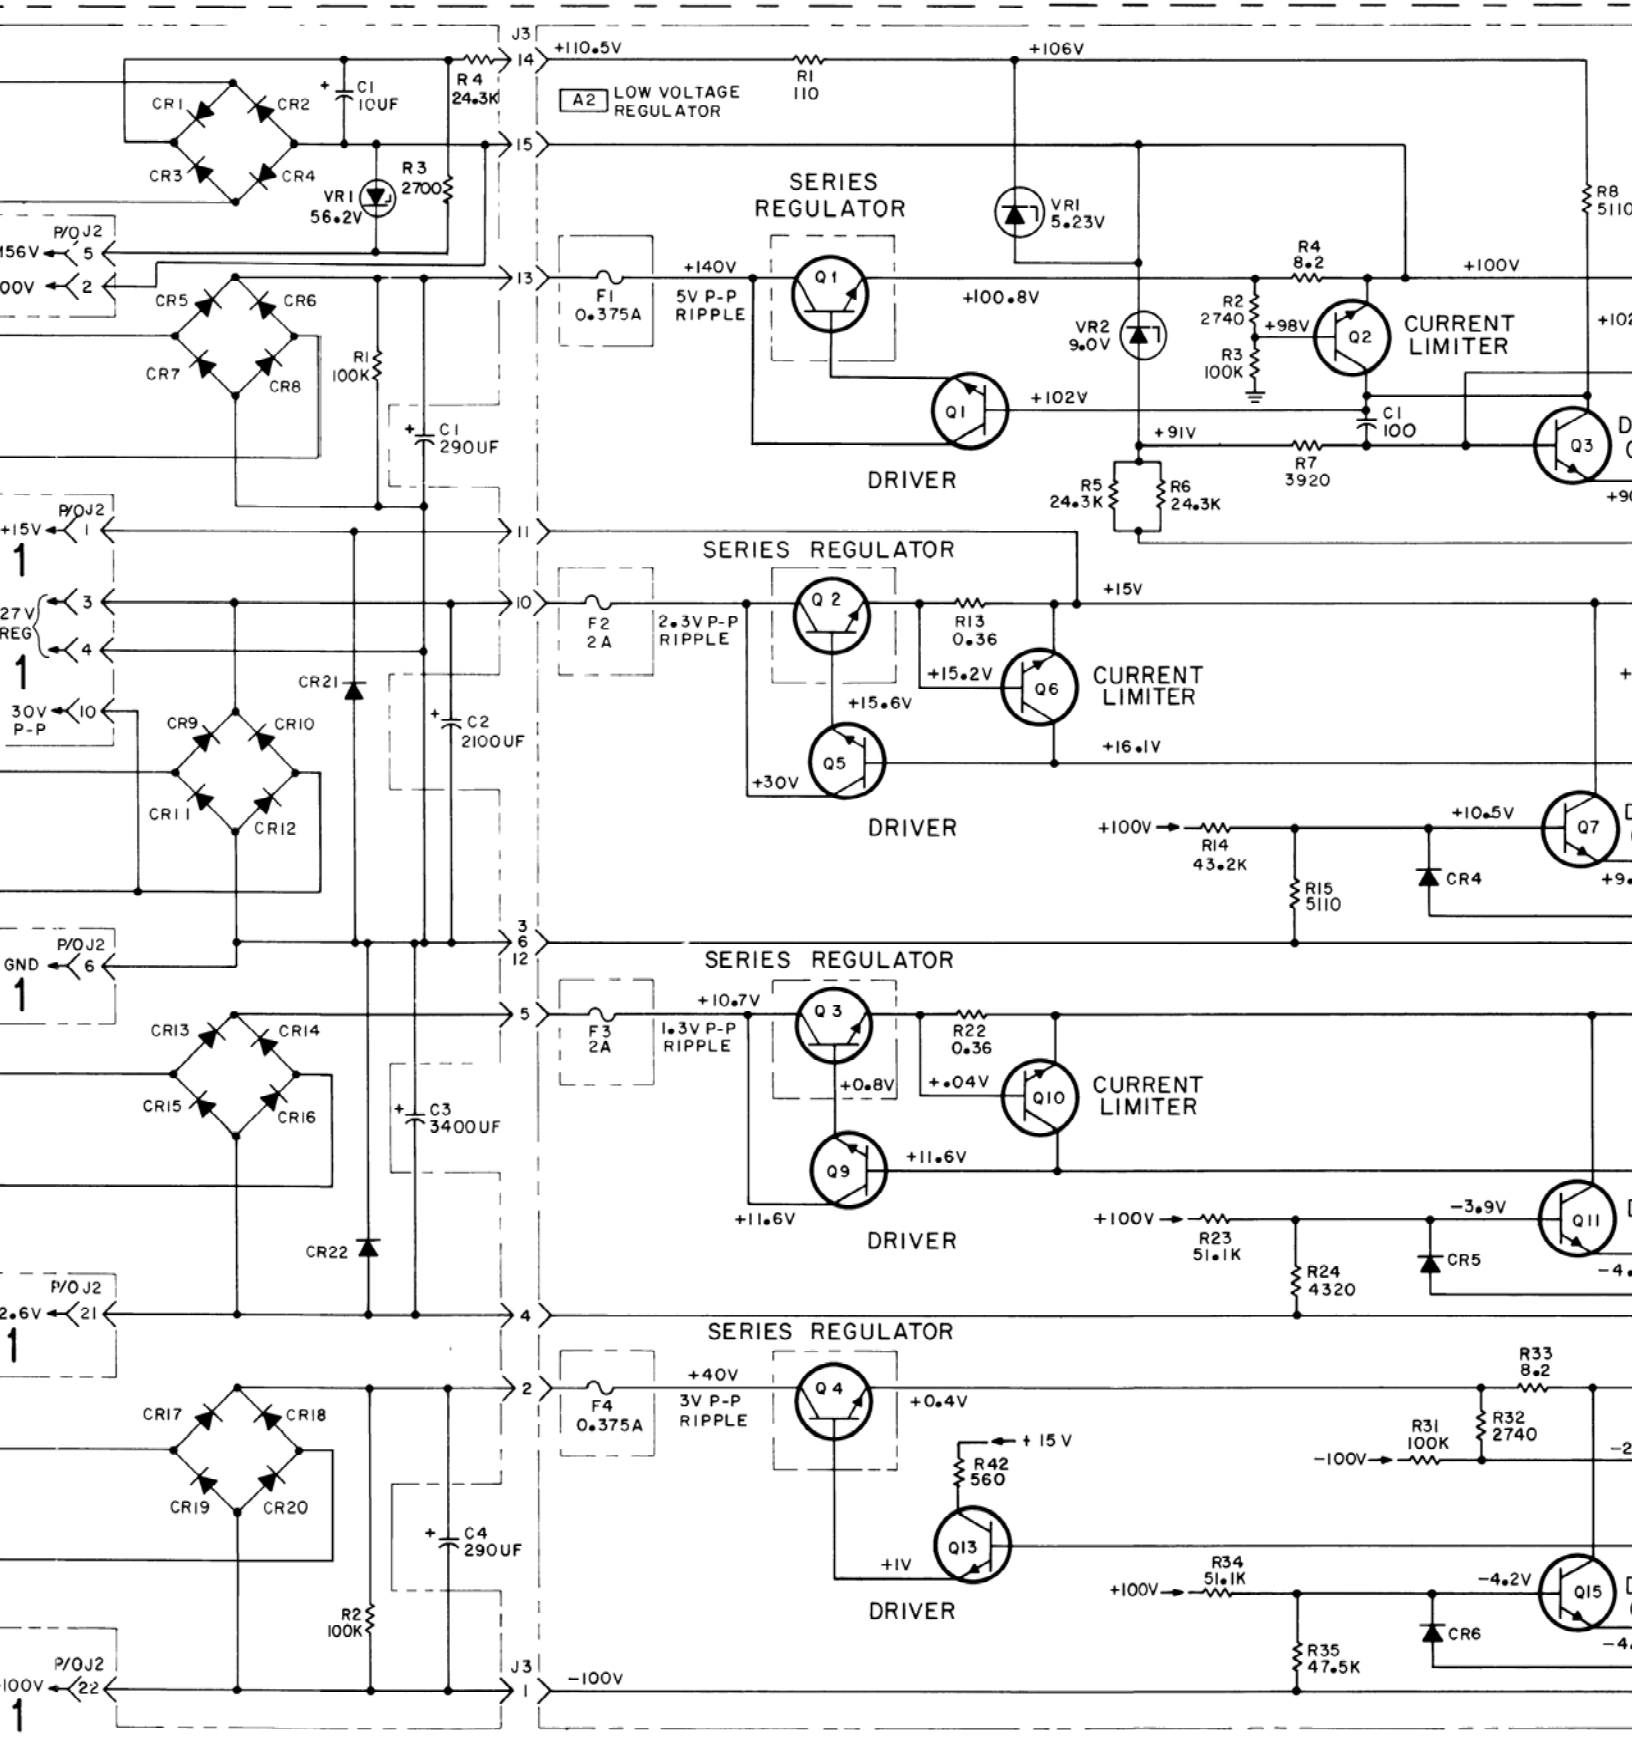 J3
+110.5V
14
R4
24.3K
R1
110
+106V
A2
LOW VOLTAGE
REGULATOR
CR1
CR2
CR3
CR4
+
C1
10UF
15
VR1
56.2V
R3
2700
SERIES
REGULATOR
VR1
5.23V
R8
P/OJ2
5
2
CR5
CR6
CR7
CR8
R1
100K
+
C1
290UF
13
F1
0.375A
+140V
5V P-P
RIPPLE
Q1
+100.8V
R4
8.2
+100V
R2
2740
+98V
R3
100K
Q2
CURRENT
LIMITER
VR2
9.0V
Q1
+102V
DRIVER
C1
100
+91V
R7
3920
Q3
R5
24.3K
R6
24.3K
P/OJ2
+15V
1
1
11
27V
REG
3
4
1
30V
P-P
10
10
SERIES REGULATOR
F2
2A
2.3V P-P
RIPPLE
Q2
R13
0.36
+15V
+15.2V
Q6
CURRENT
LIMITER
+15.6V
Q5
+30V
+16.1V
DRIVER
CR21
+
C2
2100UF
CR9
CR10
CR11
CR12
+100V
R14
43.2K
R15
5110
+10.5V
CR4
Q7
P/OJ2
GND
6
1
3
6
12
SERIES REGULATOR
5
F3
2A
+10.7V
1.3V P-P
RIPPLE
Q3
R22
0.36
+0.8V
+.04V
Q10
CURRENT
LIMITER
Q9
+11.6V
+11.6V
DRIVER
CR13
CR14
CR15
CR16
+
C3
3400UF
CR22
+100V
R23
51.1K
R24
4320
-3.9V
CR5
Q11
P/OJ2
2.6V
21
1
4
SERIES REGULATOR
2
F4
0.375A
+40V
3V P-P
RIPPLE
Q4
+0.4V
R33
8.2
R32
2740
R31
100K
-100V
+15V
R42
560
Q13
+1V
DRIVER
CR17
CR18
CR19
CR20
+
C4
290UF
R2
100K
+100V
R34
51.1K
R35
47.5K
-4.2V
CR6
Q15
P/OJ2
22
1
J3
1
-100V